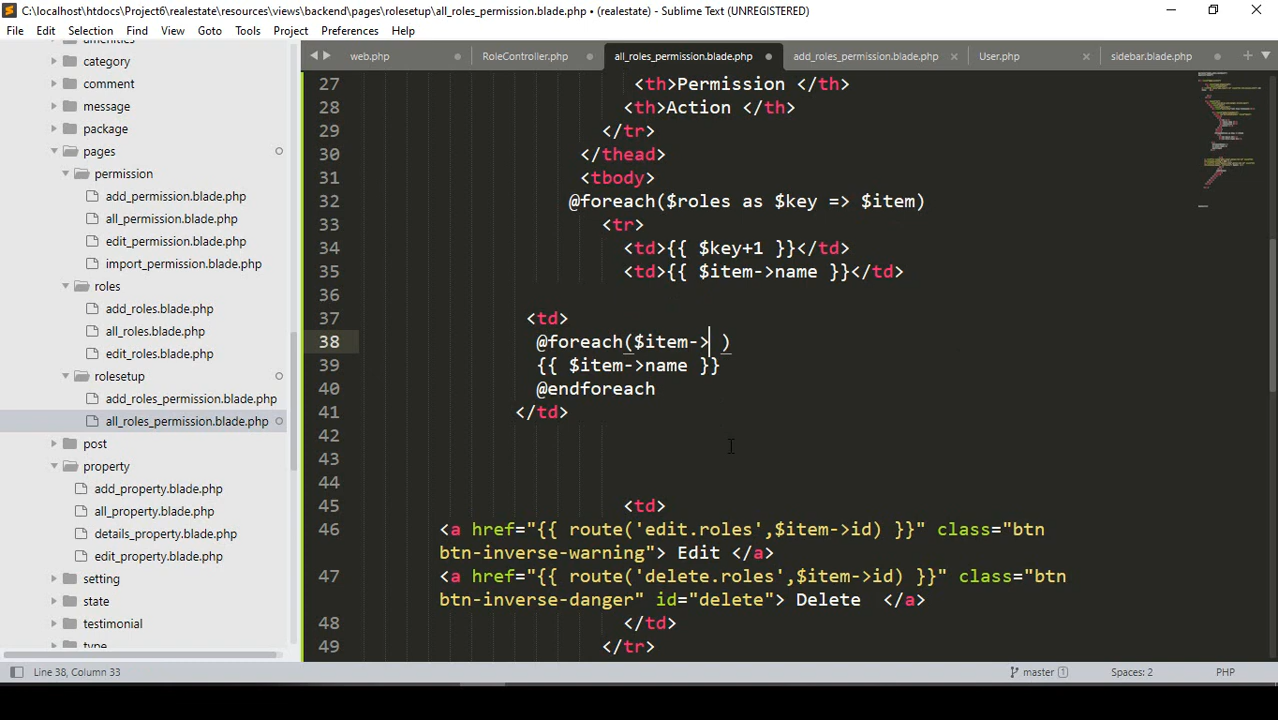 C:\localhost\htdocs\Project6\realestate\resources\views\backend\pages\rolesetup\all_roles_permission.blade.php • (realestate) - Sublime Text (UNREGISTERED)
File Edit Selection Find View Goto Tools Project Preferences Help
web.php RoleController.php all_roles_permission.blade.php add_roles_permission.blade.php User.php sidebar.blade.php
category
comment
message
package
pages
permission
add_permission.blade.php
all_permission.blade.php
edit_permission.blade.php
import_permission.blade.php
roles
add_roles.blade.php
all_roles.blade.php
edit_roles.blade.php
rolesetup
add_roles_permission.blade.php
all_roles_permission.blade.php
post
property
add_property.blade.php
all_property.blade.php
details_property.blade.php
edit_property.blade.php
setting
state
testimonial
type
27 <th>Permission </th>
28 <th>Action </th>
29 </tr>
30 </thead>
31 <tbody>
32 @foreach($roles as $key => $item)
33 <tr>
34 <td>{{ $key+1 }}</td>
35 <td>{{ $item->name }}</td>
36
37 <td>
38 @foreach($item-> )
39 {{ $item->name }}
40 @endforeach
41 </td>
42
43
44
45 <td>
46 <a href="{{ route('edit.roles',$item->id) }}" class="btn
btn-inverse-warning"> Edit </a>
47 <a href="{{ route('delete.roles',$item->id) }}" class="btn
btn-inverse-danger" id="delete"> Delete  </a>
48 </td>
49 </tr>
Line 38, Column 33 master 1 Spaces: 2 PHP